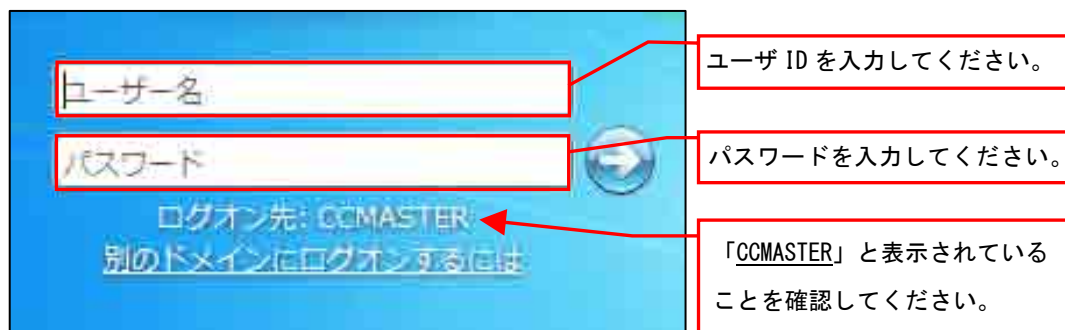 ユーザー名
ユーザ ID を入力してください。
パスワード
パスワードを入力してください。
ログオン先: CCMASTER
別のドメインにログオンするには
「CCMASTER」と表示されている
ことを確認してください。